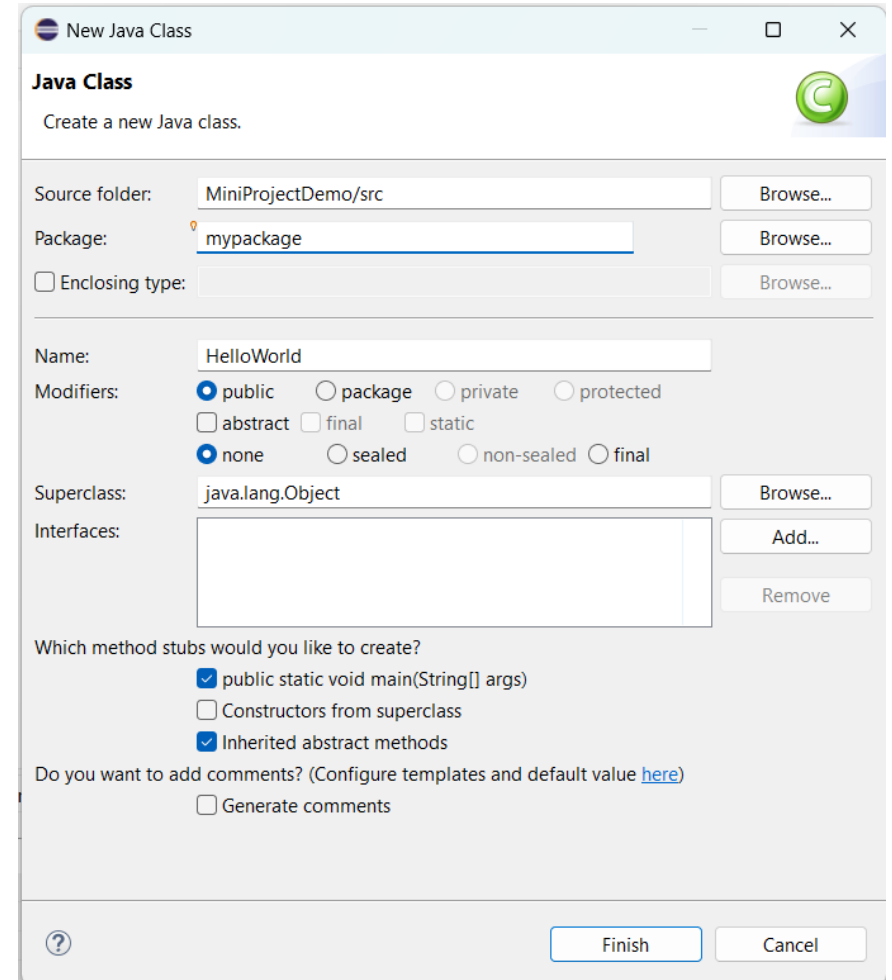 New Java Class
Java Class
Create a new Java class.
Source folder: MiniProjectDemo/src Browse...
Package: mypackage Browse...
Enclosing type: Browse...
Name: HelloWorld
Modifiers: public package private protected
abstract final static
none sealed non-sealed final
Superclass: java.lang.Object Browse...
Interfaces: Add...
Remove
Which method stubs would you like to create?
public static void main(String[] args)
Constructors from superclass
Inherited abstract methods
Do you want to add comments? (Configure templates and default value here)
Generate comments
Finish Cancel